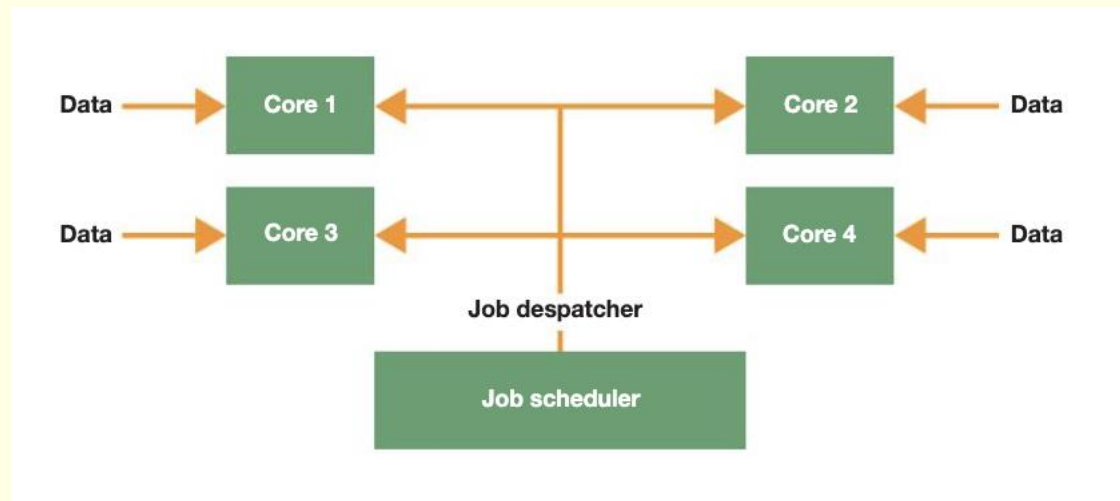 Data
Core 1
Core 2
Data
Data
Core 3
Core 4
Data
Job despatcher
Job scheduler